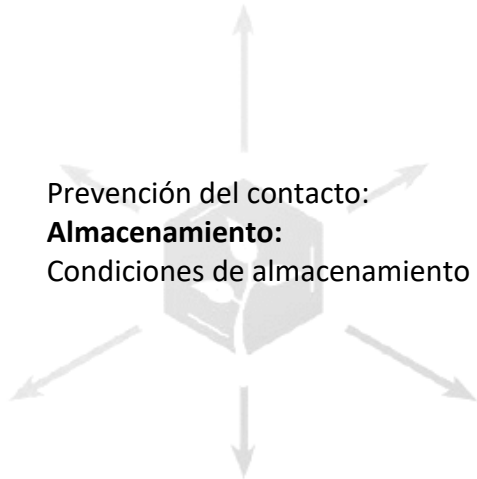 Prevención del contacto:
Almacenamiento:
Condiciones de almacenamiento